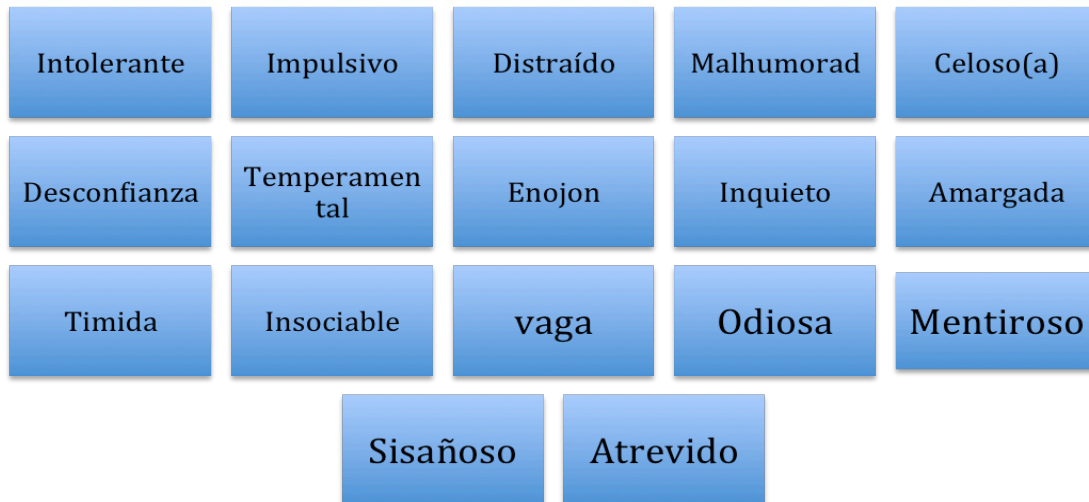 Intolerante
Impulsivo
Distraído
Malhumorad
Celoso(a)
Desconfianza
Temperamen
tal
Enojon
Inquieto
Amargada
Timida
Insociable
vaga
Odiosa
Mentiroso
Sisañoso
Atrevido